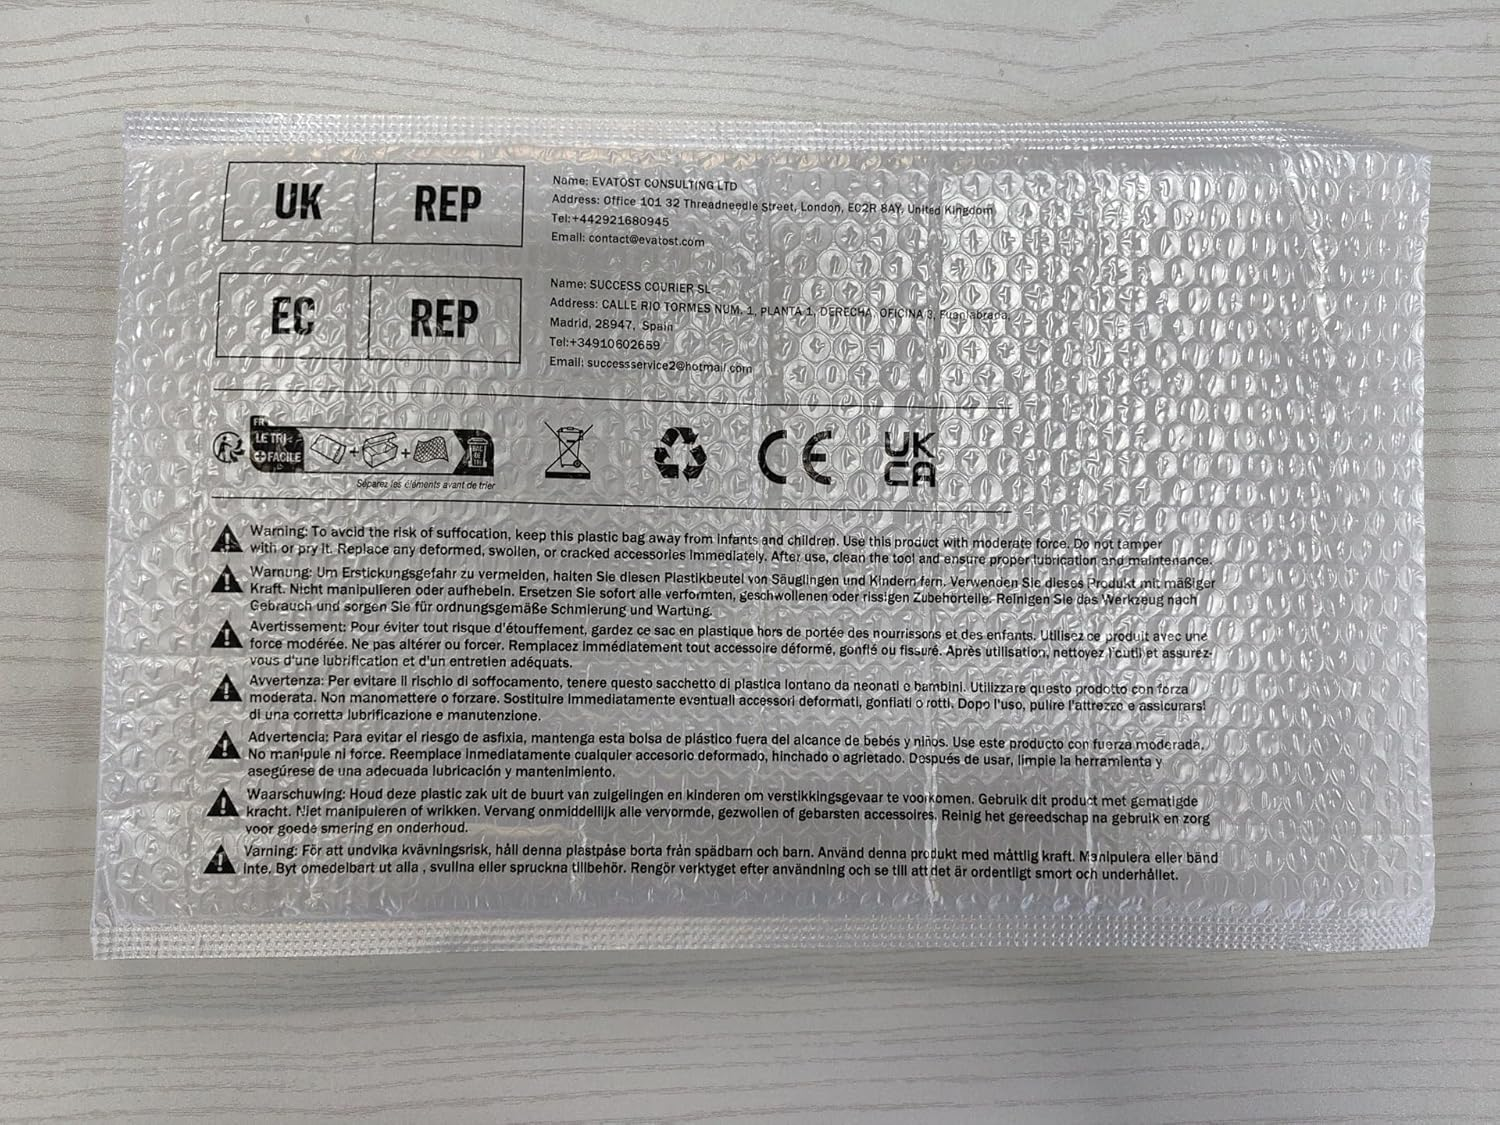 UK REP
Name: EVATOST CONSULTING LTD
Address: Office 101 32 Threadneedle Street, London, EC2R 8AY, United Kingdom
Tel:+442921680945
Email: contact@evatost.com
EC REP
Name: SUCCESS COURIER SL
Address: CALLE RIO TORMES NUM. 1, PLANTA 1, DERECHA, OFICINA 3, Fuenlabrada,
Madrid, 28947, Spain
Tel:+34910602659
Email: successservice2@hotmail.com
FR
LE TRI
+FACILE
BAC
DE
TRI
Séparez les éléments avant de trier
CE
UK
CA
Warning: To avoid the risk of suffocation, keep this plastic bag away from infants and children. Use this product with moderate force. Do not tamper
with or pry it. Replace any deformed, swollen, or cracked accessories immediately. After use, clean the tool and ensure proper lubrication and maintenance.
Warnung: Um Erstickungsgefahr zu vermeiden, halten Sie diesen Plastikbeutel von Säuglingen und Kindern fern. Verwenden Sie dieses Produkt mit mäßiger
Kraft. Nicht manipulieren oder aufhebeln. Ersetzen Sie sofort alle verformten, geschwollenen oder rissigen Zubehörteile. Reinigen Sie das Werkzeug nach
Gebrauch und sorgen Sie für ordnungsgemäße Schmierung und Wartung.
Avertissement: Pour éviter tout risque d'étouffement, gardez ce sac en plastique hors de portée des nourrissons et des enfants. Utilisez ce produit avec une
force modérée. Ne pas altérer ou forcer. Remplacez immédiatement tout accessoire déformé, gonflé ou fissuré. Après utilisation, nettoyez l'outil et assurez-
vous d'une lubrification et d'un entretien adéquats.
Avvertenza: Per evitare il rischio di soffocamento, tenere questo sacchetto di plastica lontano da neonati e bambini. Utilizzare questo prodotto con forza
moderata. Non manomettere o forzare. Sostituire immediatamente eventuali accessori deformati, gonfiati o rotti. Dopo l'uso, pulire l'attrezzo e assicurarsi
di una corretta lubrificazione e manutenzione.
Advertencia: Para evitar el riesgo de asfixia, mantenga esta bolsa de plástico fuera del alcance de bebés y niños. Use este producto con fuerza moderada.
No manipule ni force. Reemplace inmediatamente cualquier accesorio deformado, hinchado o agrietado. Después de usar, limpie la herramienta y
asegúrese de una adecuada lubricación y mantenimiento.
Waarschuwing: Houd deze plastic zak uit de buurt van zuigelingen en kinderen om verstikkingsgevaar te voorkomen. Gebruik dit product met gematigde
kracht. Niet manipuleren of wrikken. Vervang onmiddellijk alle vervormde, gezwollen of gebarsten accessoires. Reinig het gereedschap na gebruik en zorg
voor goede smering en onderhoud.
Varning: För att undvika kvävningsrisk, håll denna plastpåse borta från spädbarn och barn. Använd denna produkt med måttlig kraft. Manipulera eller bänd
inte. Byt omedelbart ut alla , svullna eller spruckna tillbehör. Rengör verktyget efter användning och se till att det är ordentligt smort och underhållet.